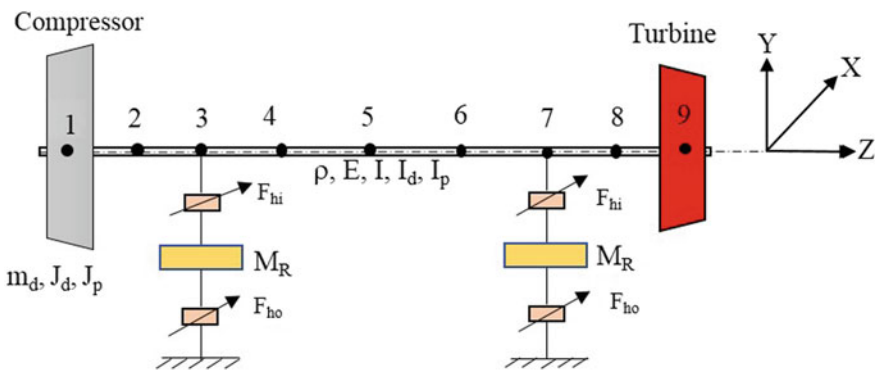 Compressor
Turbine
Y
X
Z
1 2 3 4 5 6 7 8 9
ρ, E, I, I_d, I_p
F_hi
F_hi
M_R
M_R
m_d, J_d, J_p
F_ho
F_ho